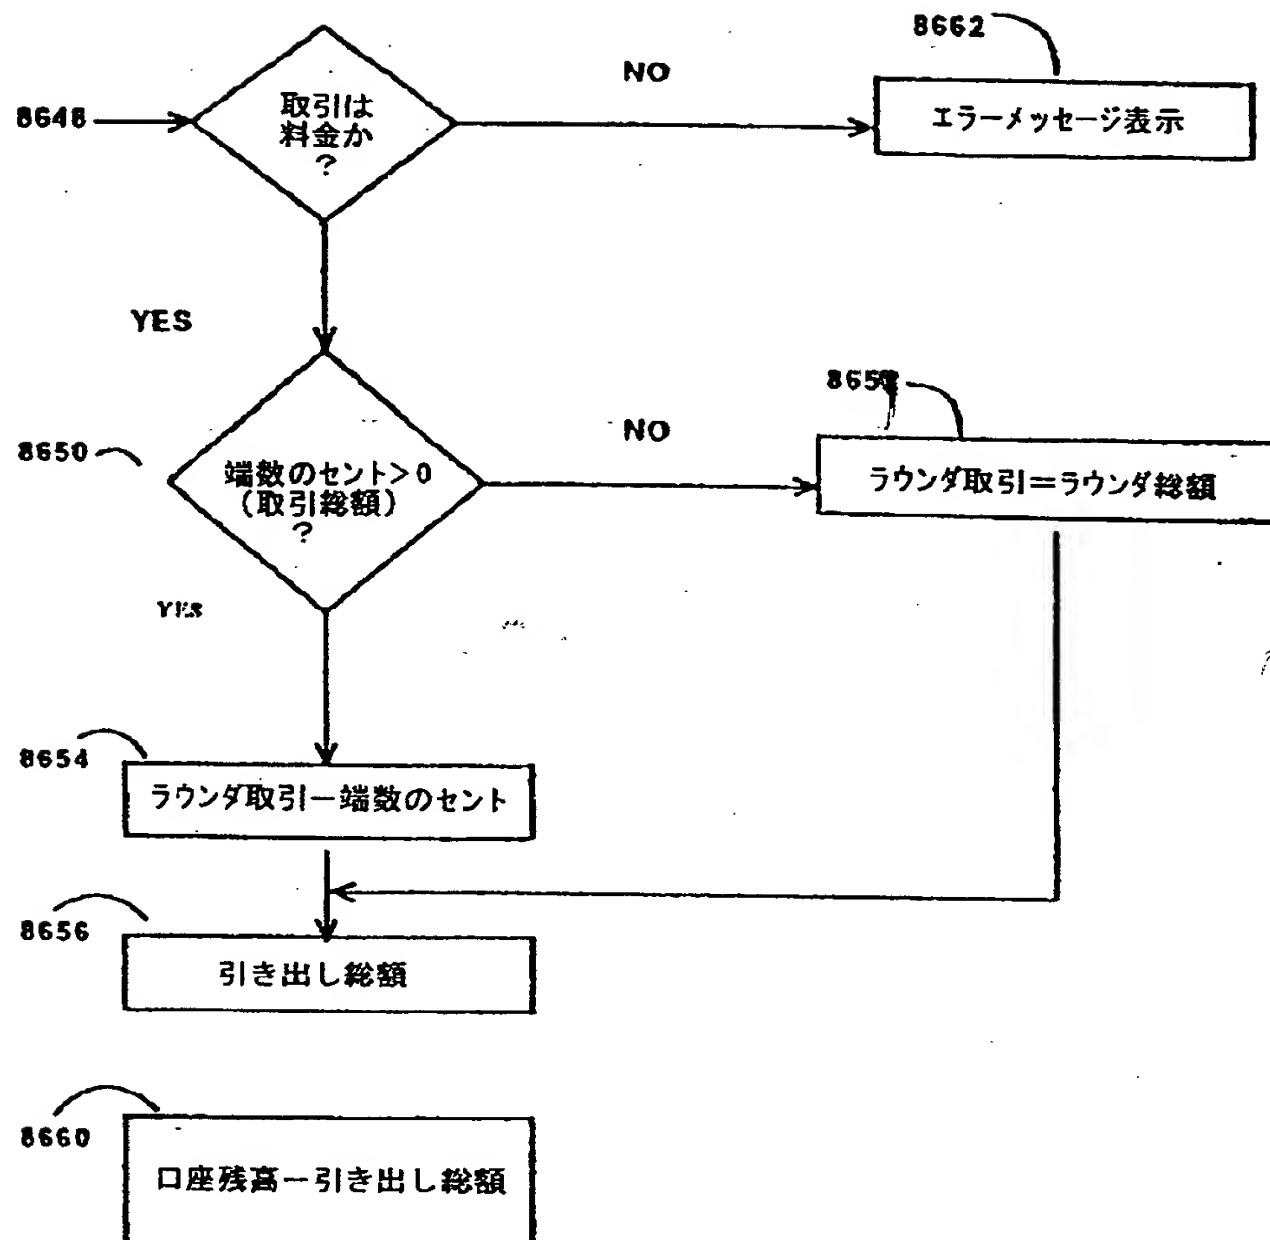 8662
NO
8648
取引は
料金か
?
エラーメッセージ表示
YES
NO
8650
端数のセント>0
(取引総額)
?
ラウンダ取引=ラウンダ総額
YES
8654
ラウンダ取引ー端数のセント
8656
引き出し総額
8660
口座残高ー引き出し総額